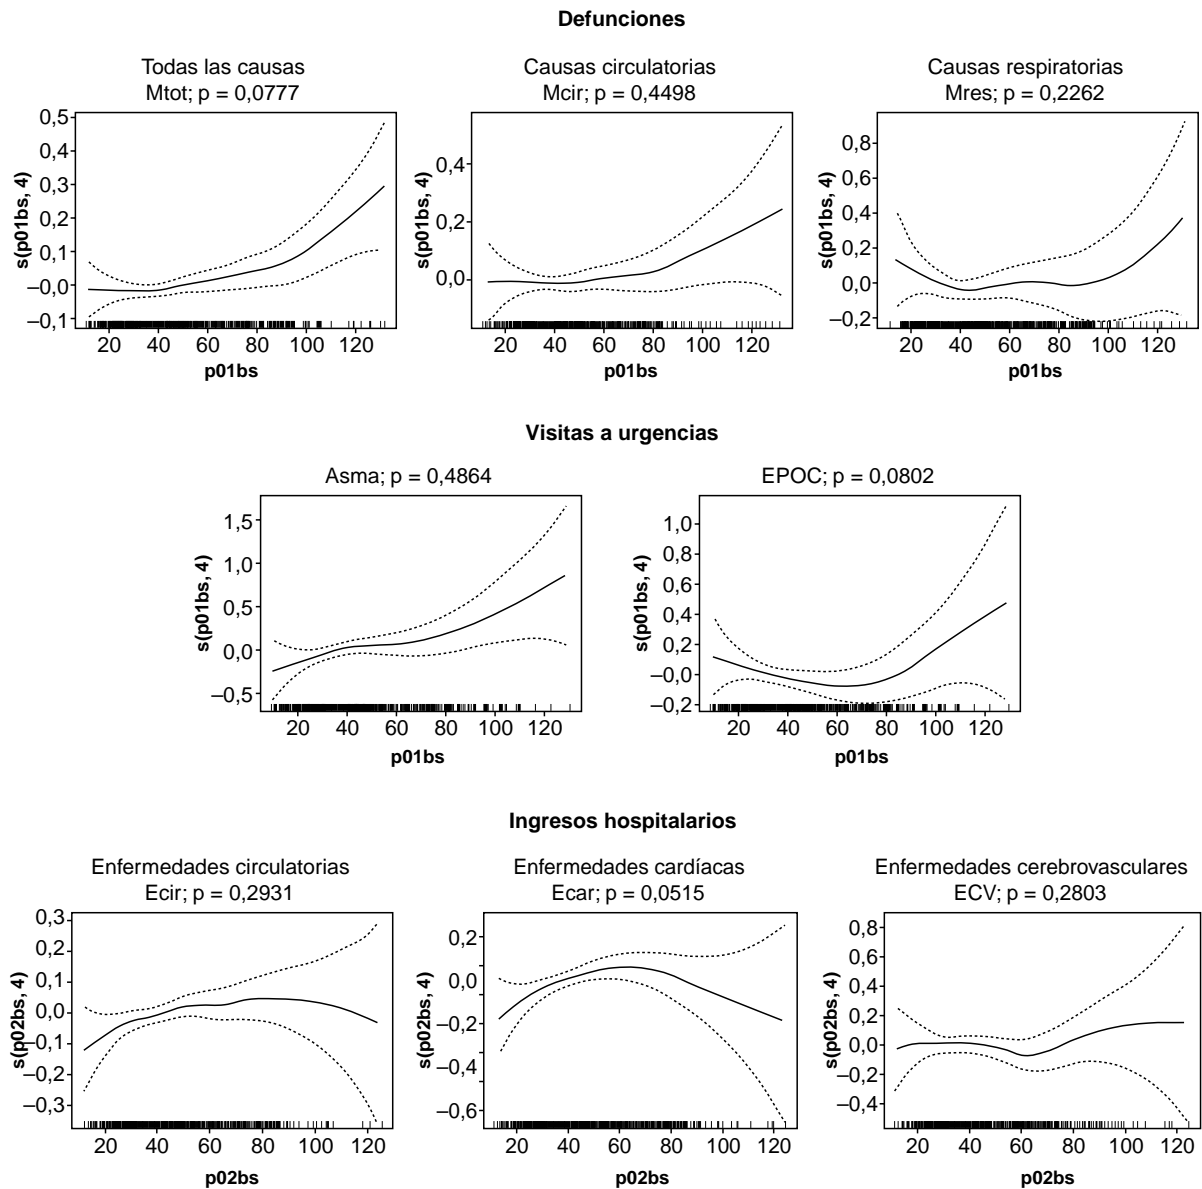 Defunciones
Todas las causas
Mtot; p = 0,0777
s(p01bs, 4)
0,5
0,4
0,3
0,2
0,1
–0,0
–0,1
20 40 60 80 100 120
p01bs
Causas circulatorias
Mcir; p = 0,4498
s(p01bs, 4)
0,4
0,2
0,0
20 40 60 80 100 120
p01bs
Causas respiratorias
Mres; p = 0,2262
s(p01bs, 4)
0,8
0,6
0,4
0,2
0,0
–0,2
20 40 60 80 100 120
p01bs
Visitas a urgencias
Asma; p = 0,4864
s(p01bs, 4)
1,5
1,0
0,5
0,0
–0,5
20 40 60 80 100 120
p01bs
EPOC; p = 0,0802
s(p01bs, 4)
1,0
0,8
0,6
0,4
0,2
–0,0
–0,2
20 40 60 80 100 120
p01bs
Ingresos hospitalarios
Enfermedades circulatorias
Ecir; p = 0,2931
s(p02bs, 4)
0,3
0,2
0,1
0,0
–0,1
–0,2
–0,3
20 40 60 80 100 120
p02bs
Enfermedades cardíacas
Ecar; p = 0,0515
s(p02bs, 4)
0,2
0,0
–0,2
–0,4
–0,6
20 40 60 80 100 120
p02bs
Enfermedades cerebrovasculares
ECV; p = 0,2803
s(p02bs, 4)
0,8
0,6
0,4
0,2
0,0
–0,2
–0,4
20 40 60 80 100 120
p02bs